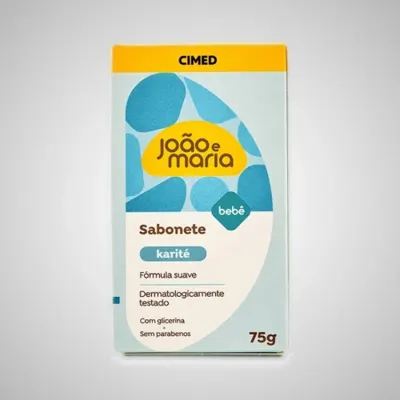 CIMED
João e
maria
bebê
Sabonete
karité
Fórmula suave
Dermatologicamente
testado
Com glicerina
•
Sem parabenos
75g